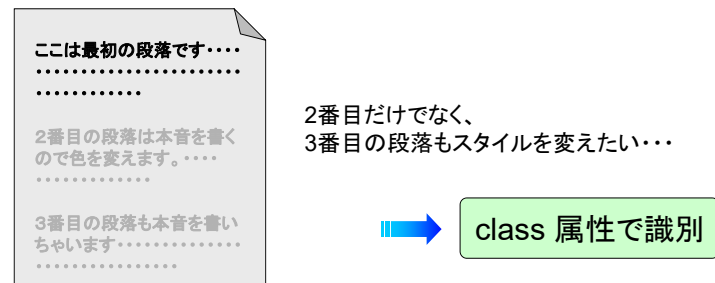 ここは最初の段落です････
･･･････････････････････
････････････
2番目の段落は本音を書く
ので色を変えます。････
･････････････
3番目の段落も本音を書い
ちゃいます･･････････････
････････････････
2番目だけでなく、
3番目の段落もスタイルを変えたい･･･
class 属性で識別